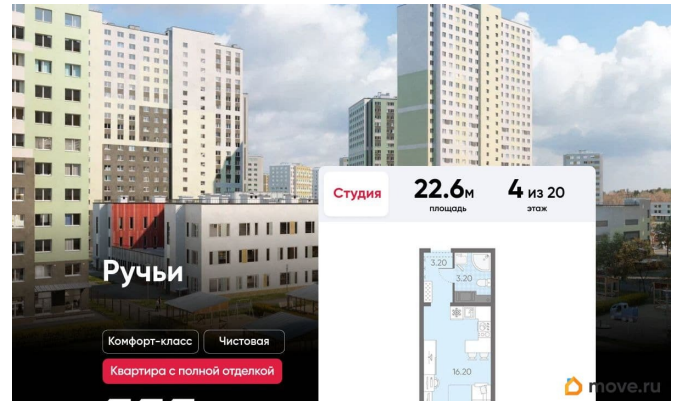 Студия
22.6м
площадь
4 из 20
этаж
Ручьи
3.20
3.20
16.20
Комфорт-класс
Чистовая
Квартира с полной отделкой
move.ru